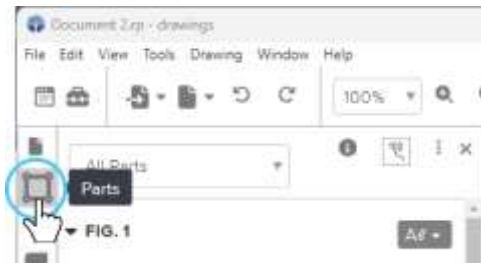 Document 2.rp - drawings
File Edit View Tools Drawing Window Help
100%
All Parts
Parts
FIG. 1
All